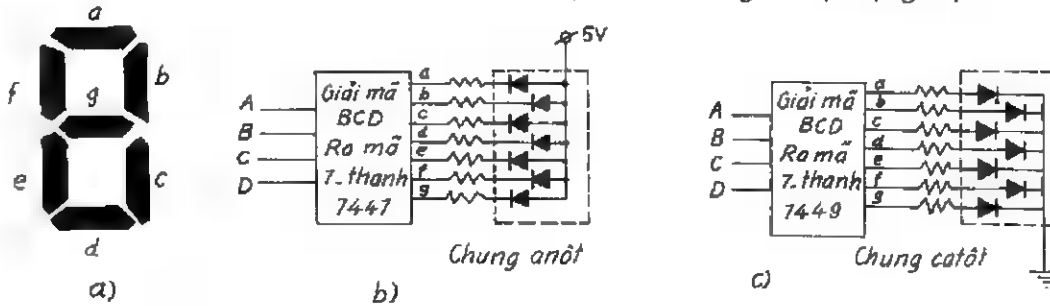 a
f
b
g
e
c
d
a)
A
B
C
D
Giải mã
BCD
Ra mã
7-thanh
7447
a
b
c
d
e
f
g
5V
Chung anôt
b)
A
B
C
D
Giải mã
BCD
Ra mã
7-thanh
7449
a
b
c
d
e
f
g
Chung catôt
c)